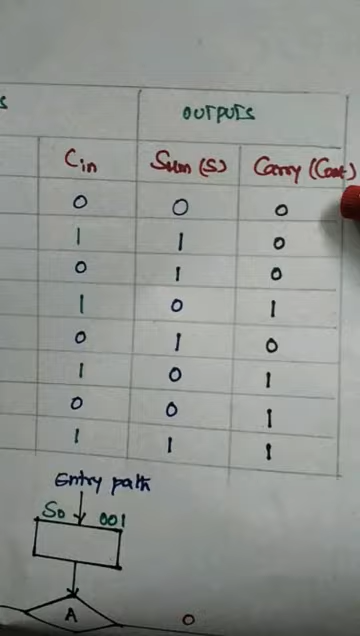 S
OUTPUTS
Cin Sum (S) Carry (Cout)
0 0 0
1 1 0
0 1 0
1 0 1
0 1 0
1 0 1
0 0 1
1 1 1
Entry path
S0 001
A 0